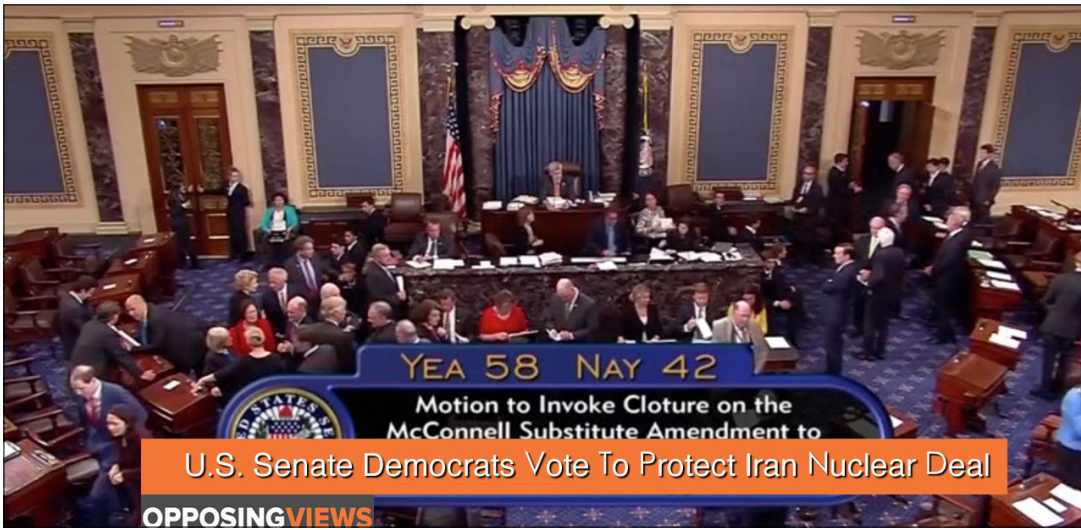 YEA 58 NAY 42
Motion to Invoke Cloture on the
McConnell Substitute Amendment to
U.S. Senate Democrats Vote To Protect Iran Nuclear Deal
OPPOSINGVIEWS